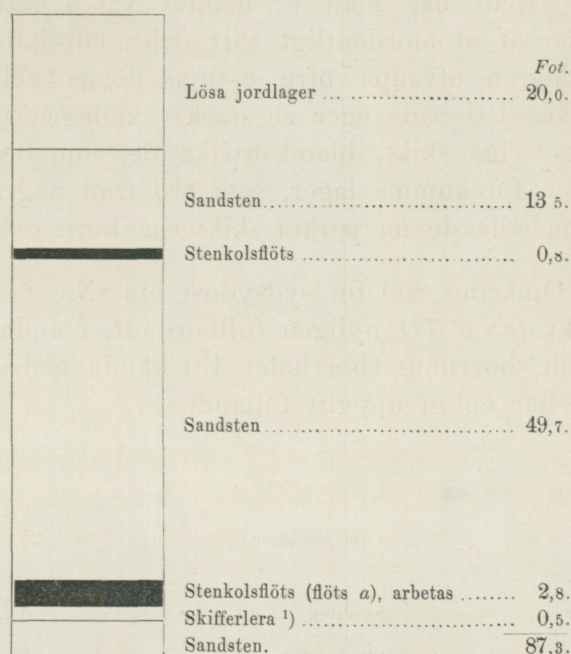 Fot.
Lösa jordlager ........................ 20,0.
Sandsten ................................ 13 5.
Stenkolsflöts ........................... 0,8.
Sandsten ................................ 49,7.
Stenkolsflöts (flöts a), arbetas ........ 2,8.
Skifferlera ¹) ............................ 0,5.
Sandsten. 87,3.